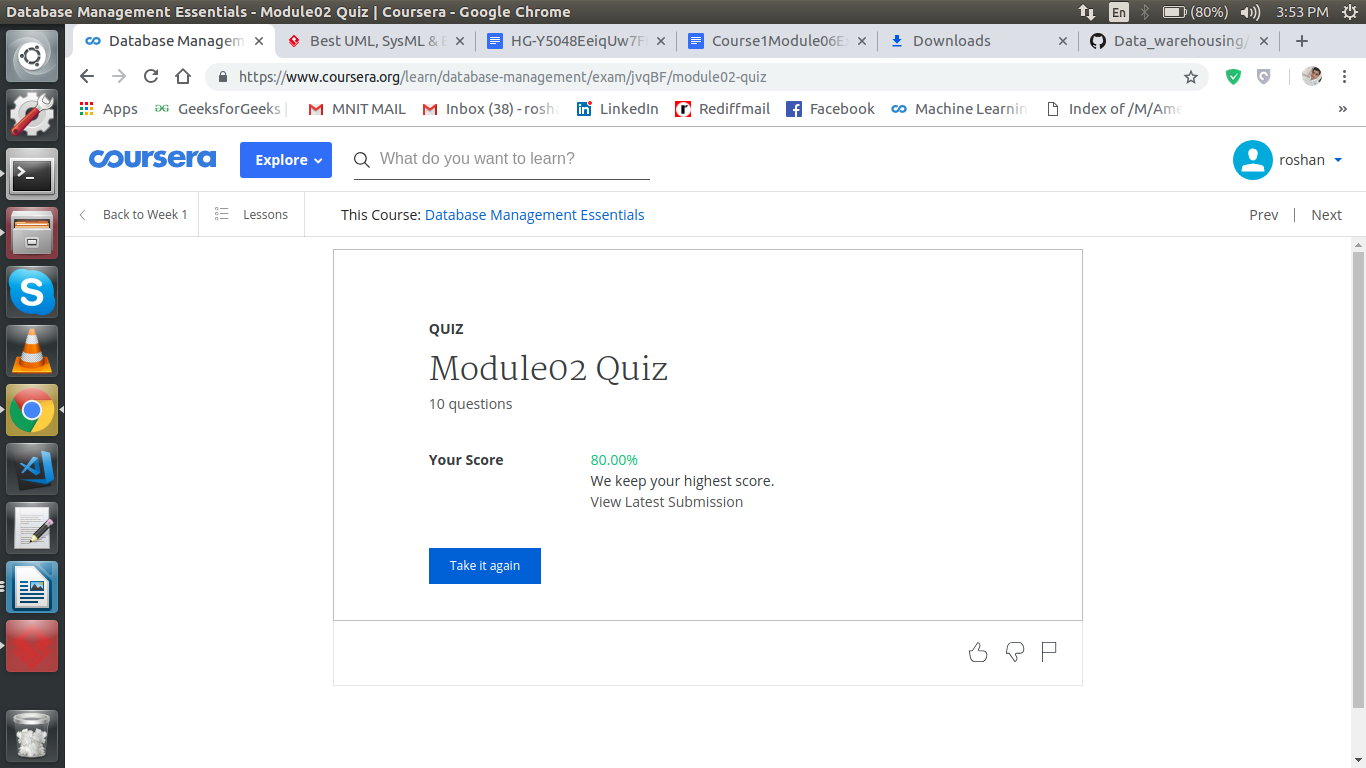 Database Management Essentials - Module02 Quiz | Coursera - Google Chrome
En
(80%)
3:53 PM
Database Managem
Best UML, SysML & B
HG-Y5048EeiqUw7F
Course1Module06E
Downloads
Data_warehousing/
https://www.coursera.org/learn/database-management/exam/jvqBF/module02-quiz
Apps
GeeksforGeeks |
MNIT MAIL
Inbox (38) - rosh
LinkedIn
Rediffmail
Facebook
Machine Learnin
Index of /M/Ame
»
coursera
Explore
What do you want to learn?
roshan
Back to Week 1
Lessons
This Course: Database Management Essentials
Prev | Next
QUIZ
Module02 Quiz
10 questions
Your Score
80.00%
We keep your highest score.
View Latest Submission
Take it again